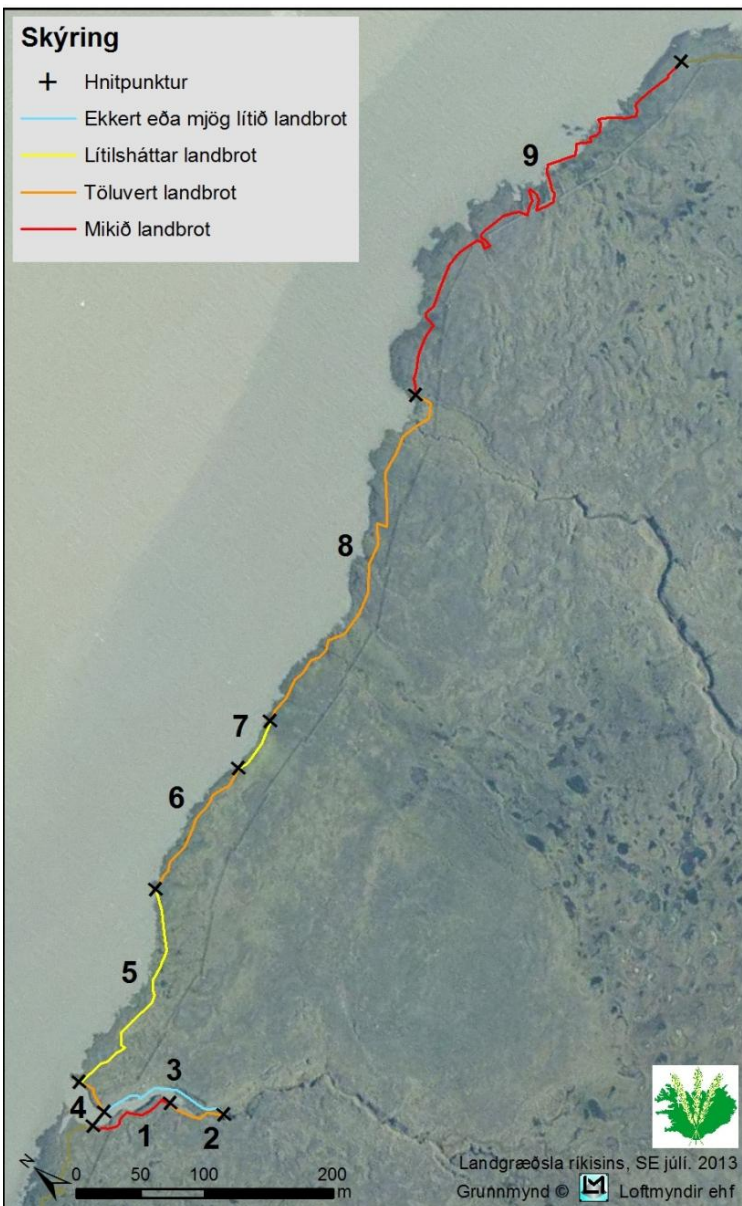 Skýring
Hnitpunktur
Ekkert eða mjög lítið landbrot
Lítilsháttar landbrot
Töluvert landbrot
Mikið landbrot
9
8
7
6
5
3
4
1
2
N
0 50 100 200
m
Landgræðsla ríkisins, SE júlí. 2013
Grunnmynd © LM Loftmyndir ehf